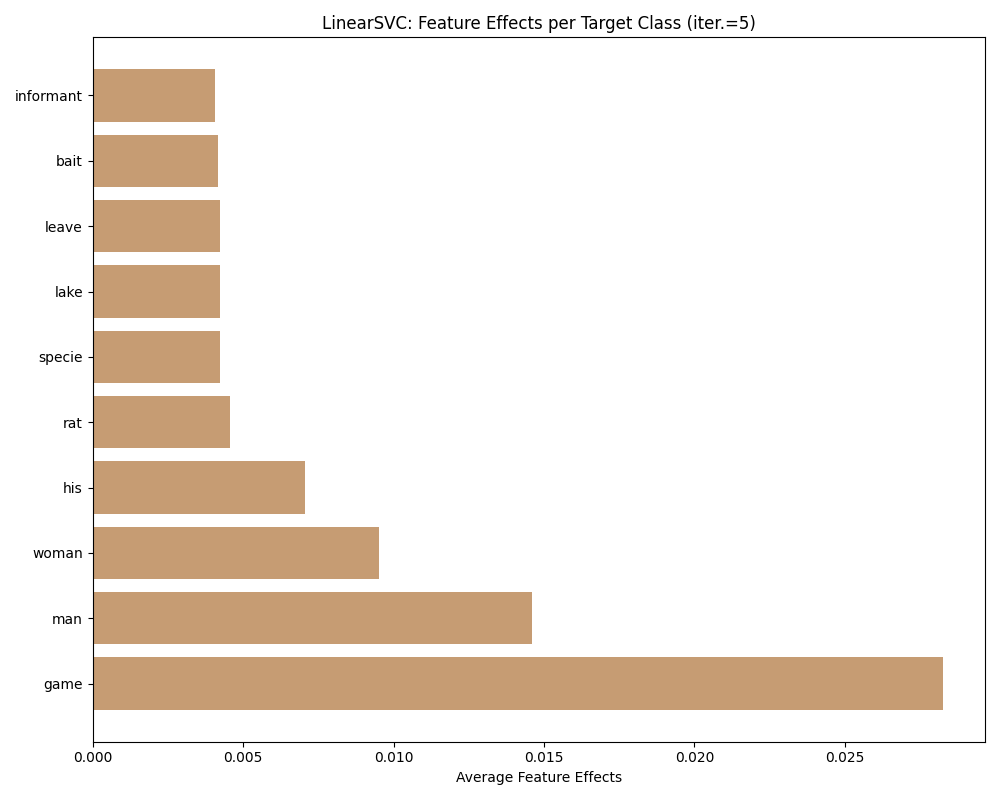 LinearSVC: Feature Effects per Target Class (iter.=5)
informant
bait
leave
lake
specie
rat
his
woman
man
game
0.000 0.005 0.010 0.015 0.020 0.025
Average Feature Effects